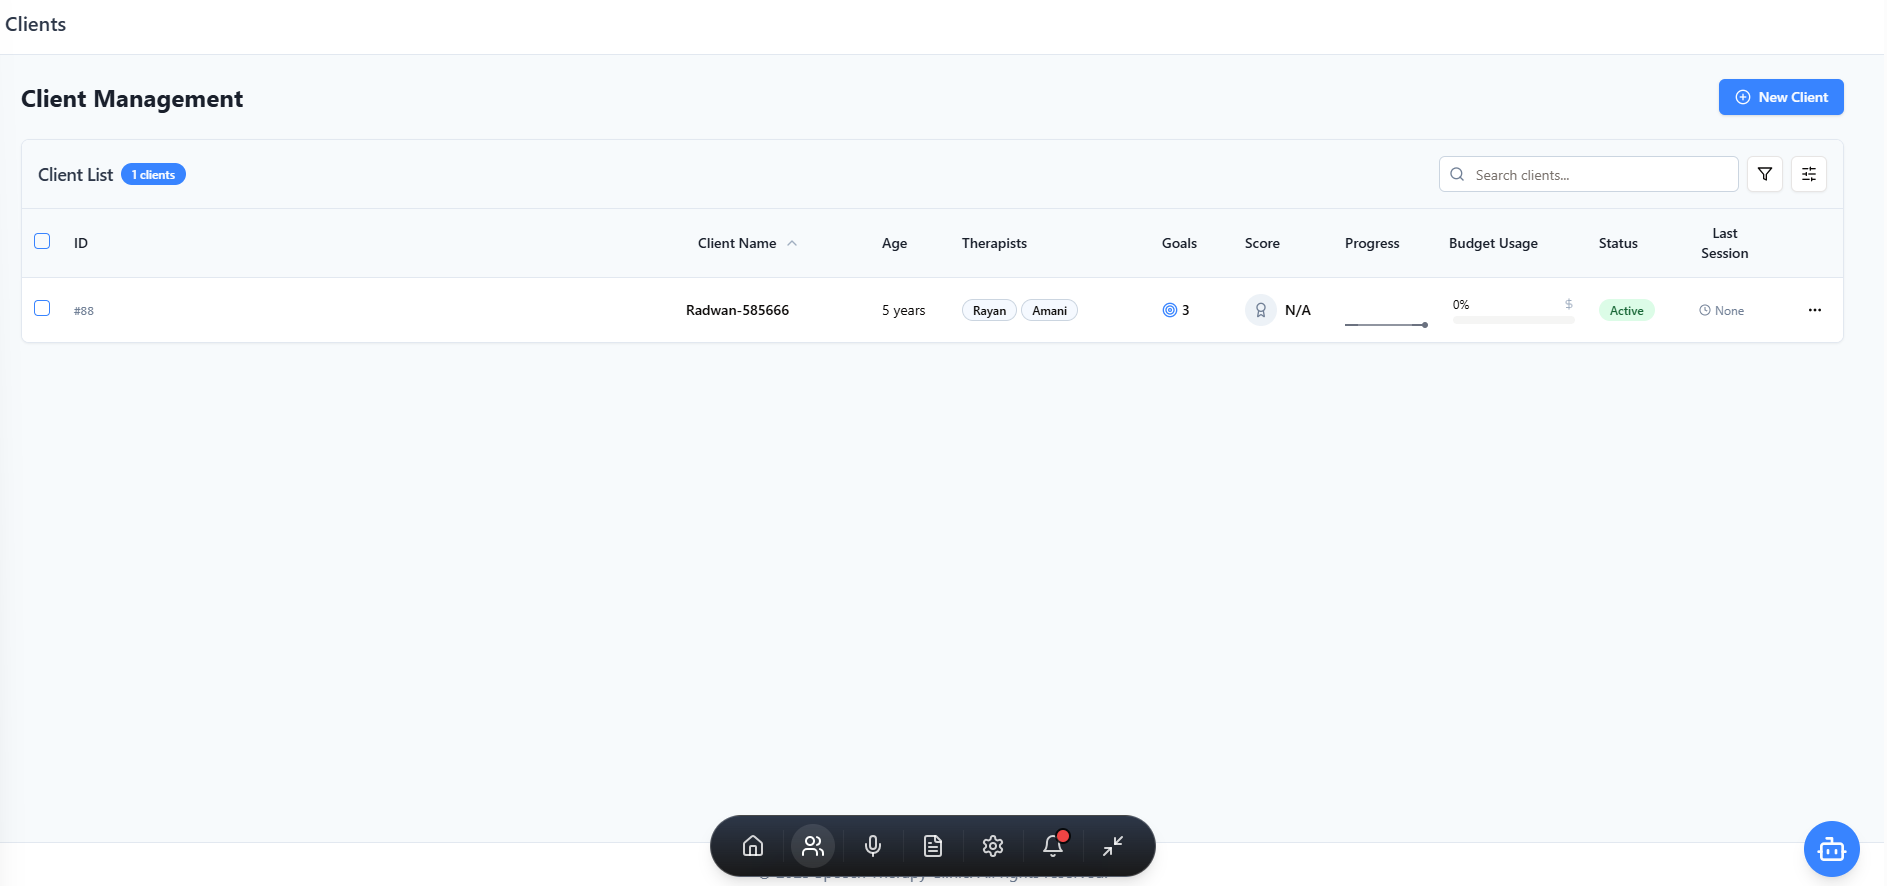 Clients
Client Management
New Client
Client List 1 clients
Search clients...
ID Client Name Age Therapists Goals Score Progress Budget Usage Status Last Session
#88 Radwan-585666 5 years Rayan Amani 3 N/A 0% $ Active None